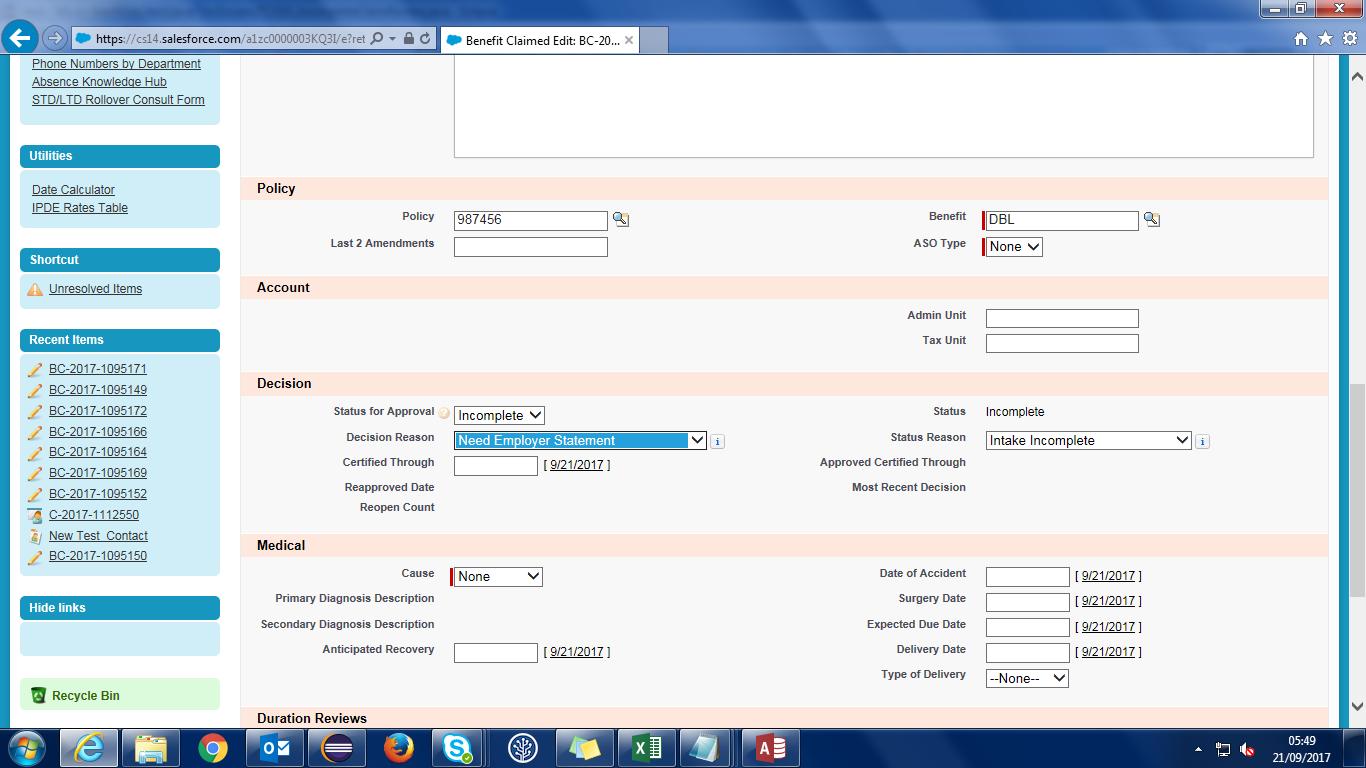 https://cs14.salesforce.com/a1zc0000003KQ3I/e?ret
Benefit Claimed Edit: BC-20...
Phone Numbers by Department
Absence Knowledge Hub
STD/LTD Rollover Consult Form
Utilities
Date Calculator
IPDE Rates Table
Shortcut
Unresolved Items
Recent Items
BC-2017-1095171
BC-2017-1095149
BC-2017-1095172
BC-2017-1095166
BC-2017-1095164
BC-2017-1095169
BC-2017-1095152
C-2017-1112550
New Test Contact
BC-2017-1095150
Hide links
Recycle Bin
Policy
Policy 987456 Benefit DBL
Last 2 Amendments ASO Type None
Account
Admin Unit
Tax Unit
Decision
Status for Approval Incomplete Status Incomplete
Decision Reason Need Employer Statement Status Reason Intake Incomplete
Certified Through [ 9/21/2017 ] Approved Certified Through
Reapproved Date Most Recent Decision
Reopen Count
Medical
Cause None Date of Accident [ 9/21/2017 ]
Primary Diagnosis Description Surgery Date [ 9/21/2017 ]
Secondary Diagnosis Description Expected Due Date [ 9/21/2017 ]
Anticipated Recovery [ 9/21/2017 ] Delivery Date [ 9/21/2017 ]
Type of Delivery --None--
Duration Reviews
05:49
21/09/2017